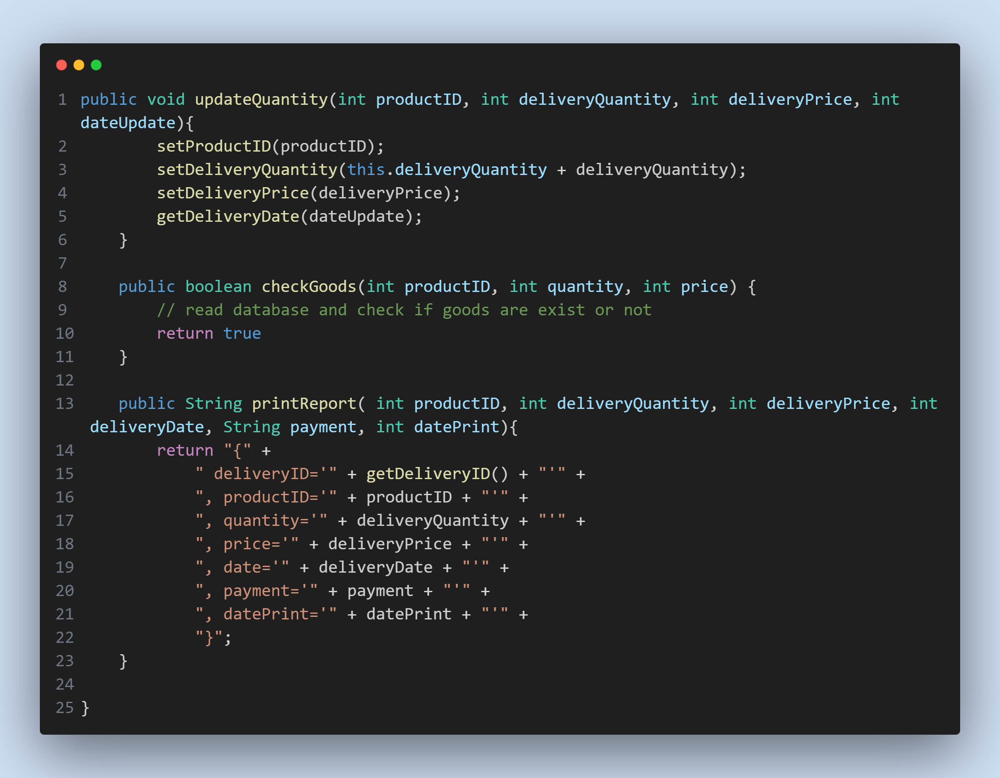 1 public void updateQuantity(int productID, int deliveryQuantity, int deliveryPrice, int
dateUpdate){
2         setProductID(productID);
3         setDeliveryQuantity(this.deliveryQuantity + deliveryQuantity);
4         setDeliveryPrice(deliveryPrice);
5         getDeliveryDate(dateUpdate);
6     }
7
8     public boolean checkGoods(int productID, int quantity, int price) {
9         // read database and check if goods are exist or not
10         return true
11     }
12
13     public String printReport( int productID, int deliveryQuantity, int deliveryPrice, int
 deliveryDate, String payment, int datePrint){
14         return "{" +
15             " deliveryID='" + getDeliveryID() + "'" +
16             ", productID='" + productID + "'" +
17             ", quantity='" + deliveryQuantity + "'" +
18             ", price='" + deliveryPrice + "'" +
19             ", date='" + deliveryDate + "'" +
20             ", payment='" + payment + "'" +
21             ", datePrint='" + datePrint + "'" +
22             "}";
23     }
24
25 }